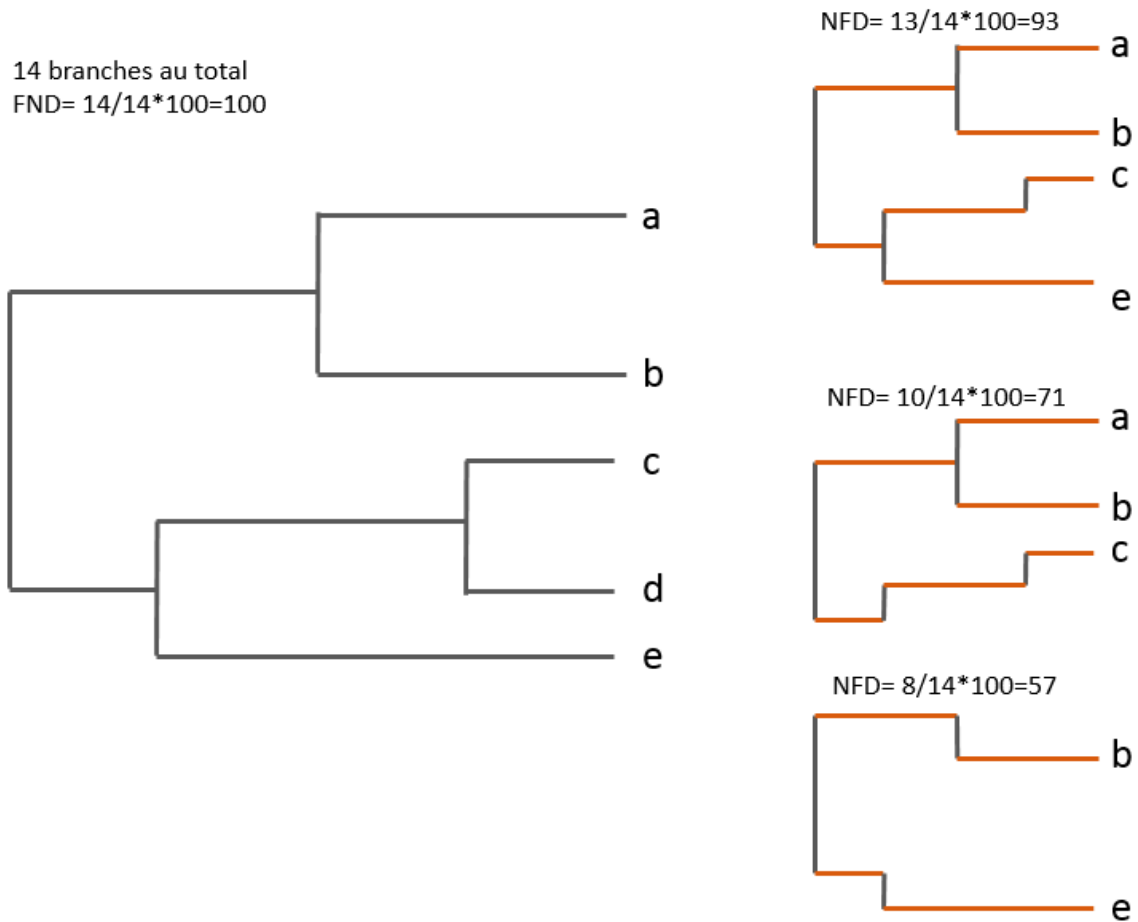 14 branches au total
FND= 14/14*100=100
a
b
c
d
e
NFD= 13/14*100=93
a
b
c
e
NFD= 10/14*100=71
a
b
c
NFD= 8/14*100=57
b
e